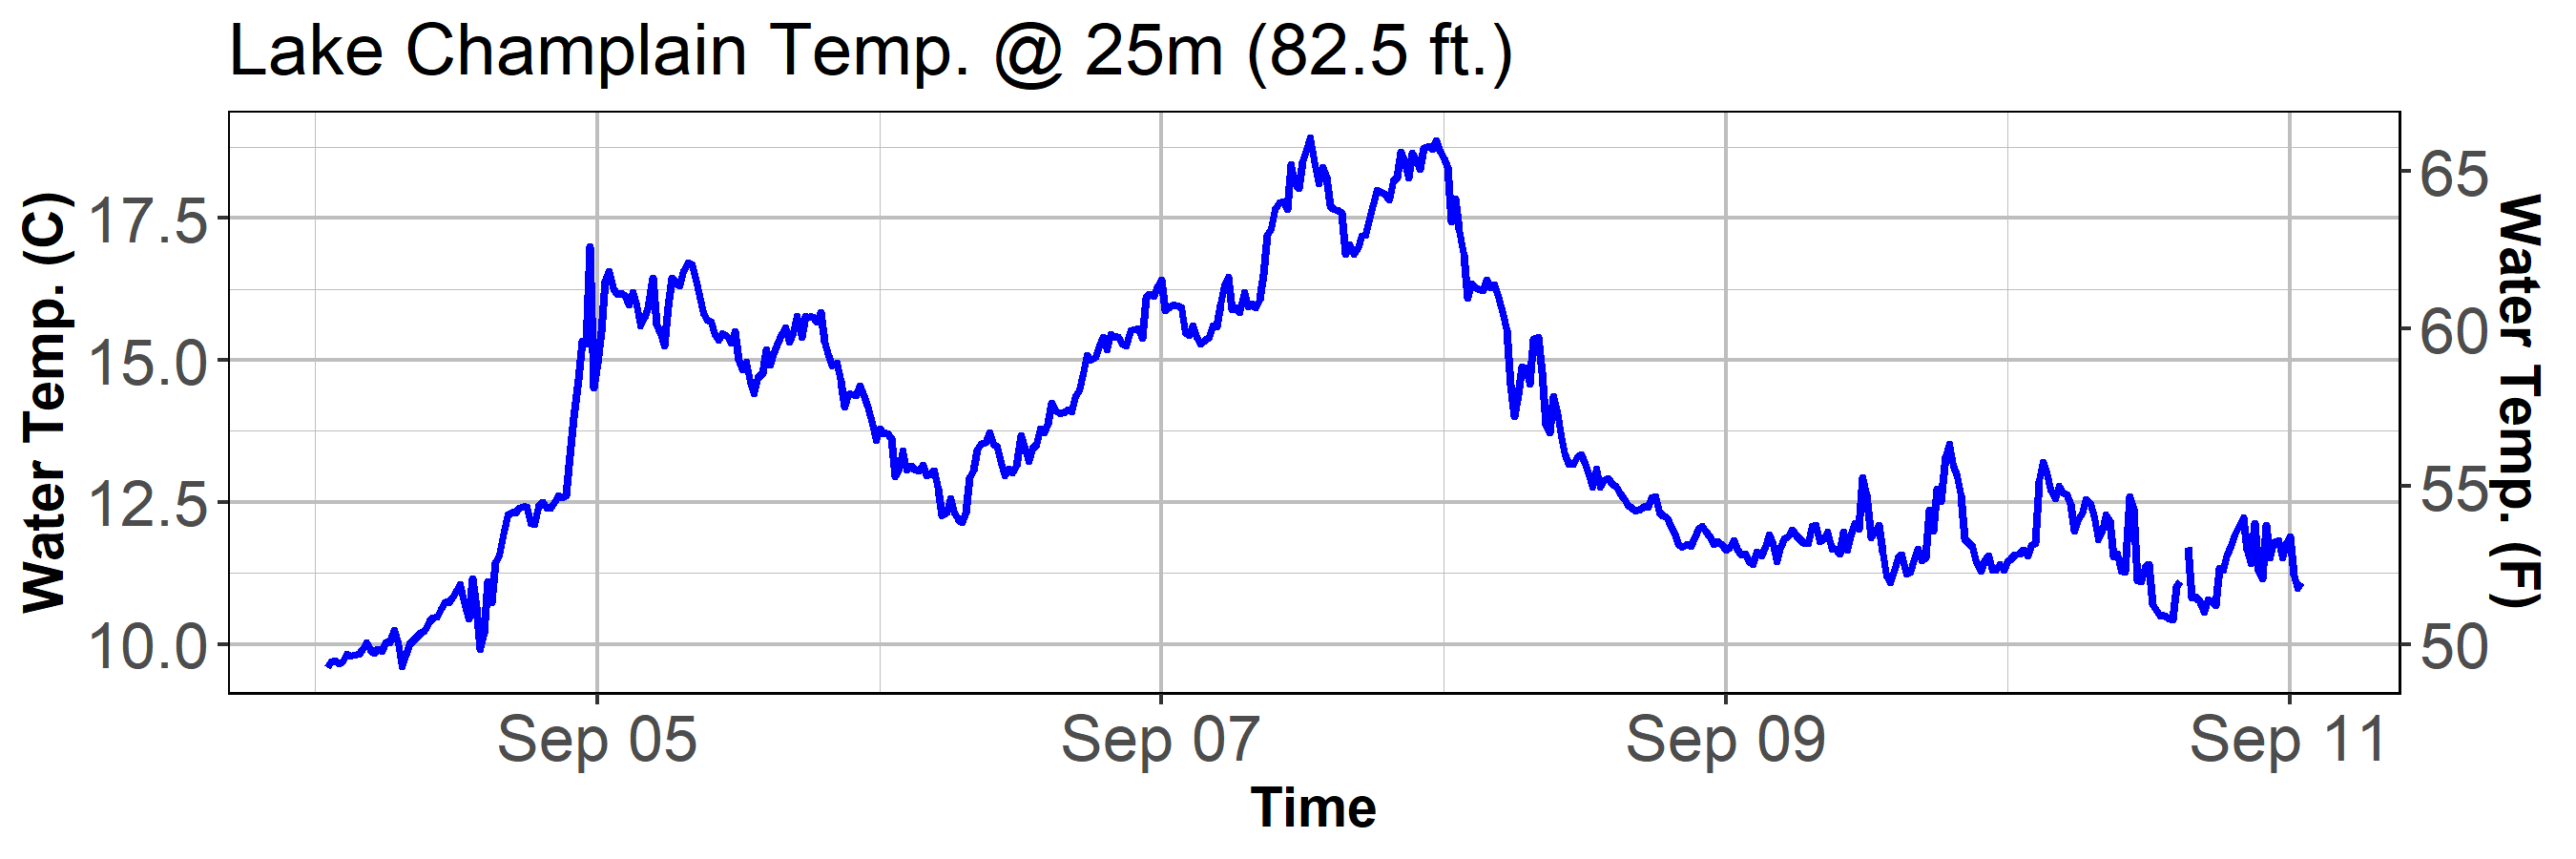 Lake Champlain Temp. @ 25m (82.5 ft.)
Water Temp. (C)
17.5
15.0
12.5
10.0
65
60
55
50
Water Temp. (F)
Sep 05 Sep 07 Sep 09 Sep 11
Time